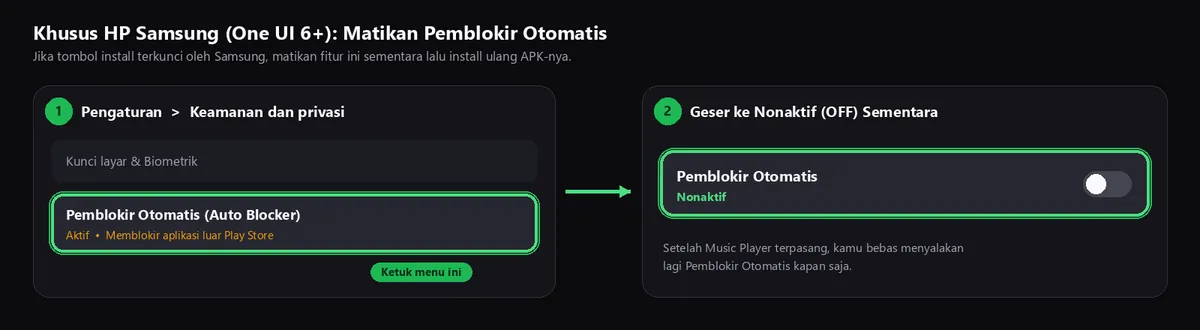 Khusus HP Samsung (One UI 6+): Matikan Pemblokir Otomatis
Jika tombol install terkunci oleh Samsung, matikan fitur ini sementara lalu install ulang APK-nya.
1 Pengaturan > Keamanan dan privasi
Kunci layar & Biometrik
Pemblokir Otomatis (Auto Blocker)
Aktif • Memblokir aplikasi luar Play Store
Ketuk menu ini
2 Geser ke Nonaktif (OFF) Sementara
Pemblokir Otomatis
Nonaktif
Setelah Music Player terpasang, kamu bebas menyalakan
lagi Pemblokir Otomatis kapan saja.